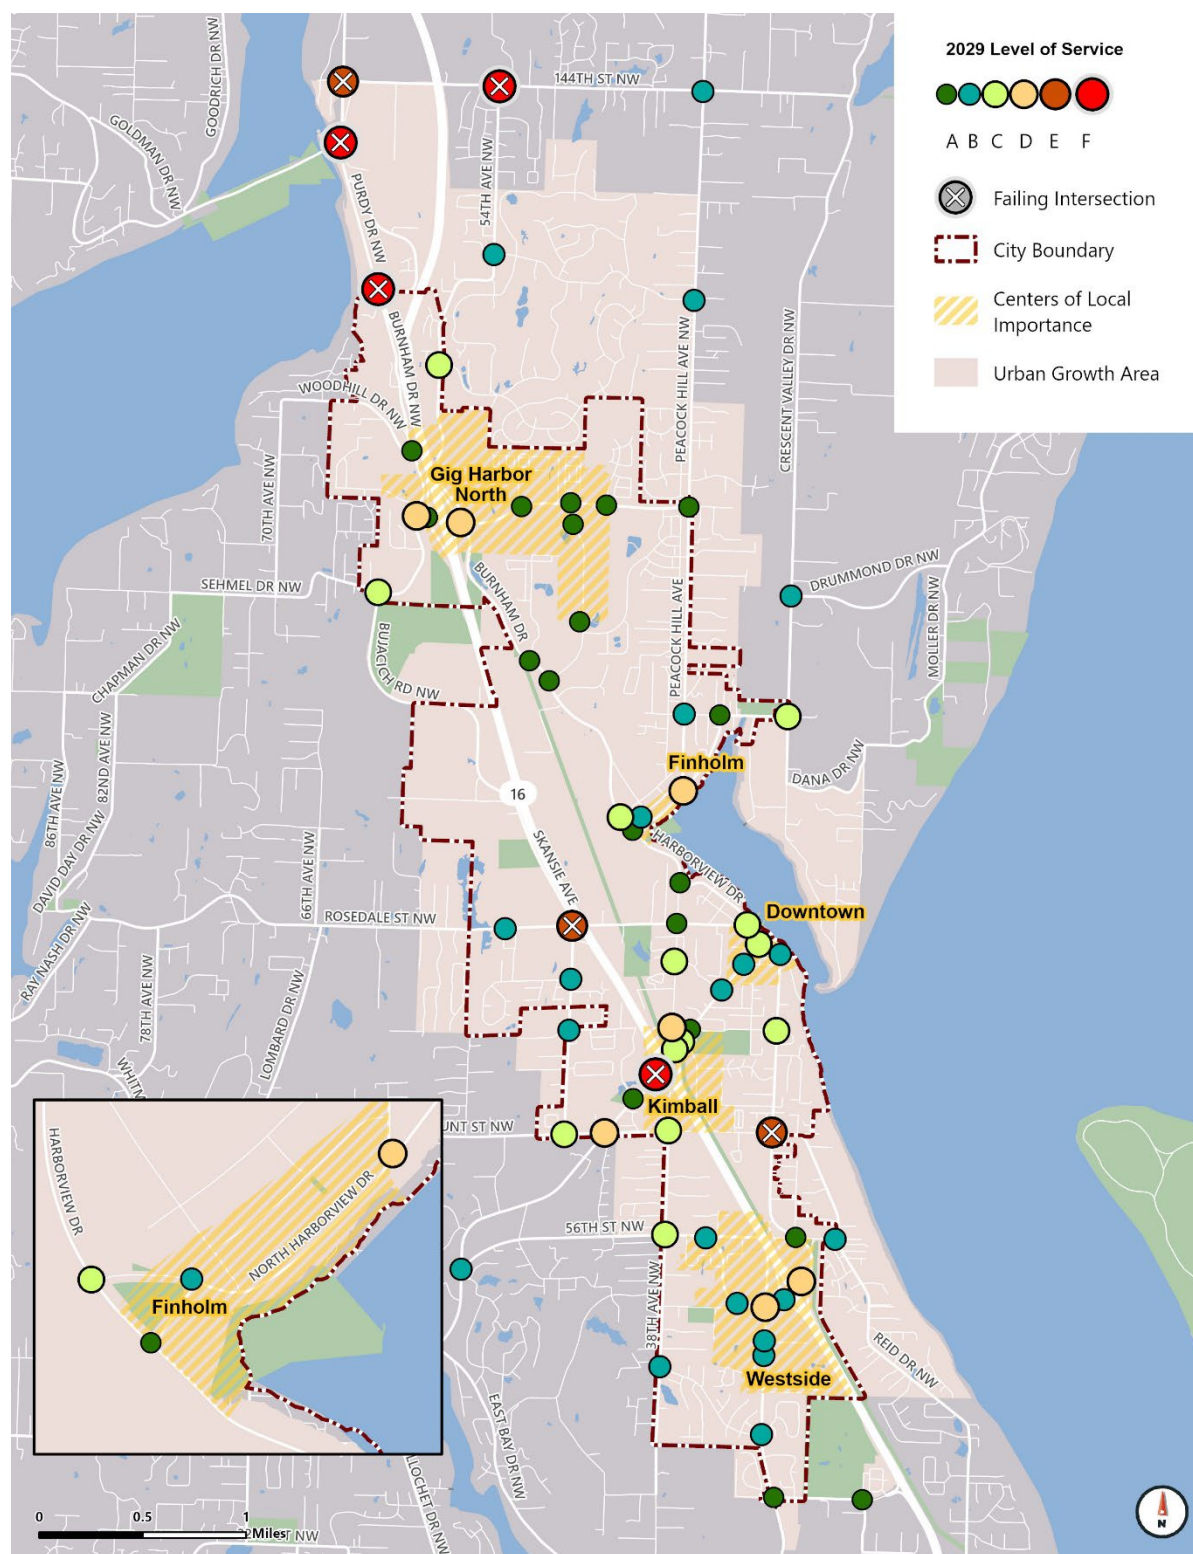 2029 Level of Service
A B C D E F
Failing Intersection
City Boundary
Centers of Local
Importance
Urban Growth Area
GOODRICH DR NW
GOLDMAN DR NW
144TH ST NW
54TH AVE NW
PURDY DR NW
BURNHAM DR NW
WOODHILL DR NW
PEACOCK HILL AVE NW
CRESCENT VALLEY DR NW
70TH AVE NW
Gig Harbor
North
SEHMEL DR NW
BURNHAM DR
DRUMMOND DR NW
MOLLER DR NW
BUJACICH RD NW
PEACOCK HILL AVE
CHAPMAN DR NW
82ND AVE NW
86TH AVE NW
DANA DR NW
Finholm
16
SKANSIE AVE
HARBORVIEW DR
DAVID DAY DR NW
66TH AVE NW
ROSEDALE ST NW
Downtown
RAY NASH DR NW
78TH AVE NW
LOMBARD DR NW
WHITM
Kimball
UNT ST NW
HARBORVIEW DR
NORTH HARBORVIEW DR
Finholm
56TH ST NW
38TH AVE NW
REID DR NW
Westside
EAST BAY DR NW
LLOCHET DR NW
0 0.5 1
Miles
ST NW
N